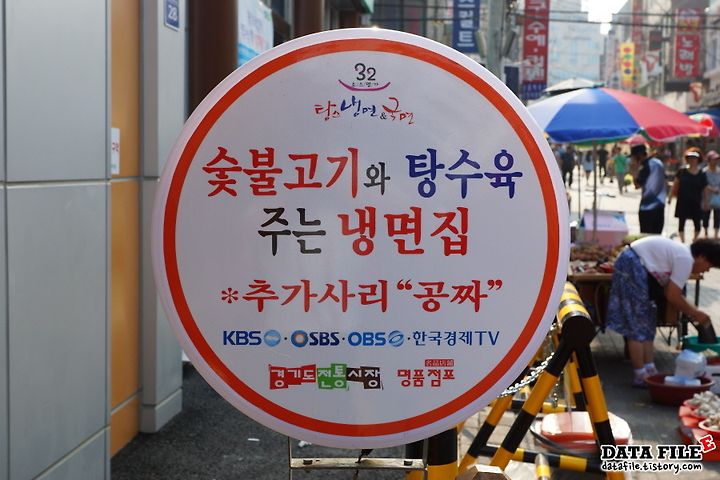 28
32
탕스냉면&국면
숯불고기와 탕수육
주는 냉면집
*추가사리 “공짜”
KBS · SBS · OBS · 한국경제TV
경기도전통시장
명품점포
DATA FILE
datafile.tistory.com